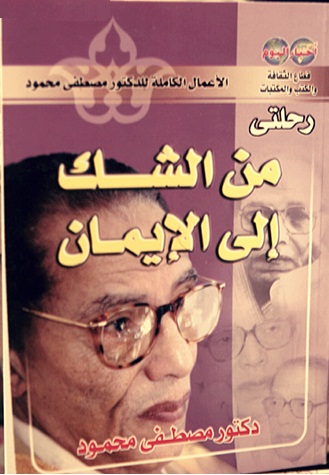 أخبار اليوم
قطاع الثقافة
والكتب والمكتبات
الأعمال الكاملة للدكتور مصطفى محمود
رحلتى
من الشك
إلى الإيمان
دكتور مصطفى محمود